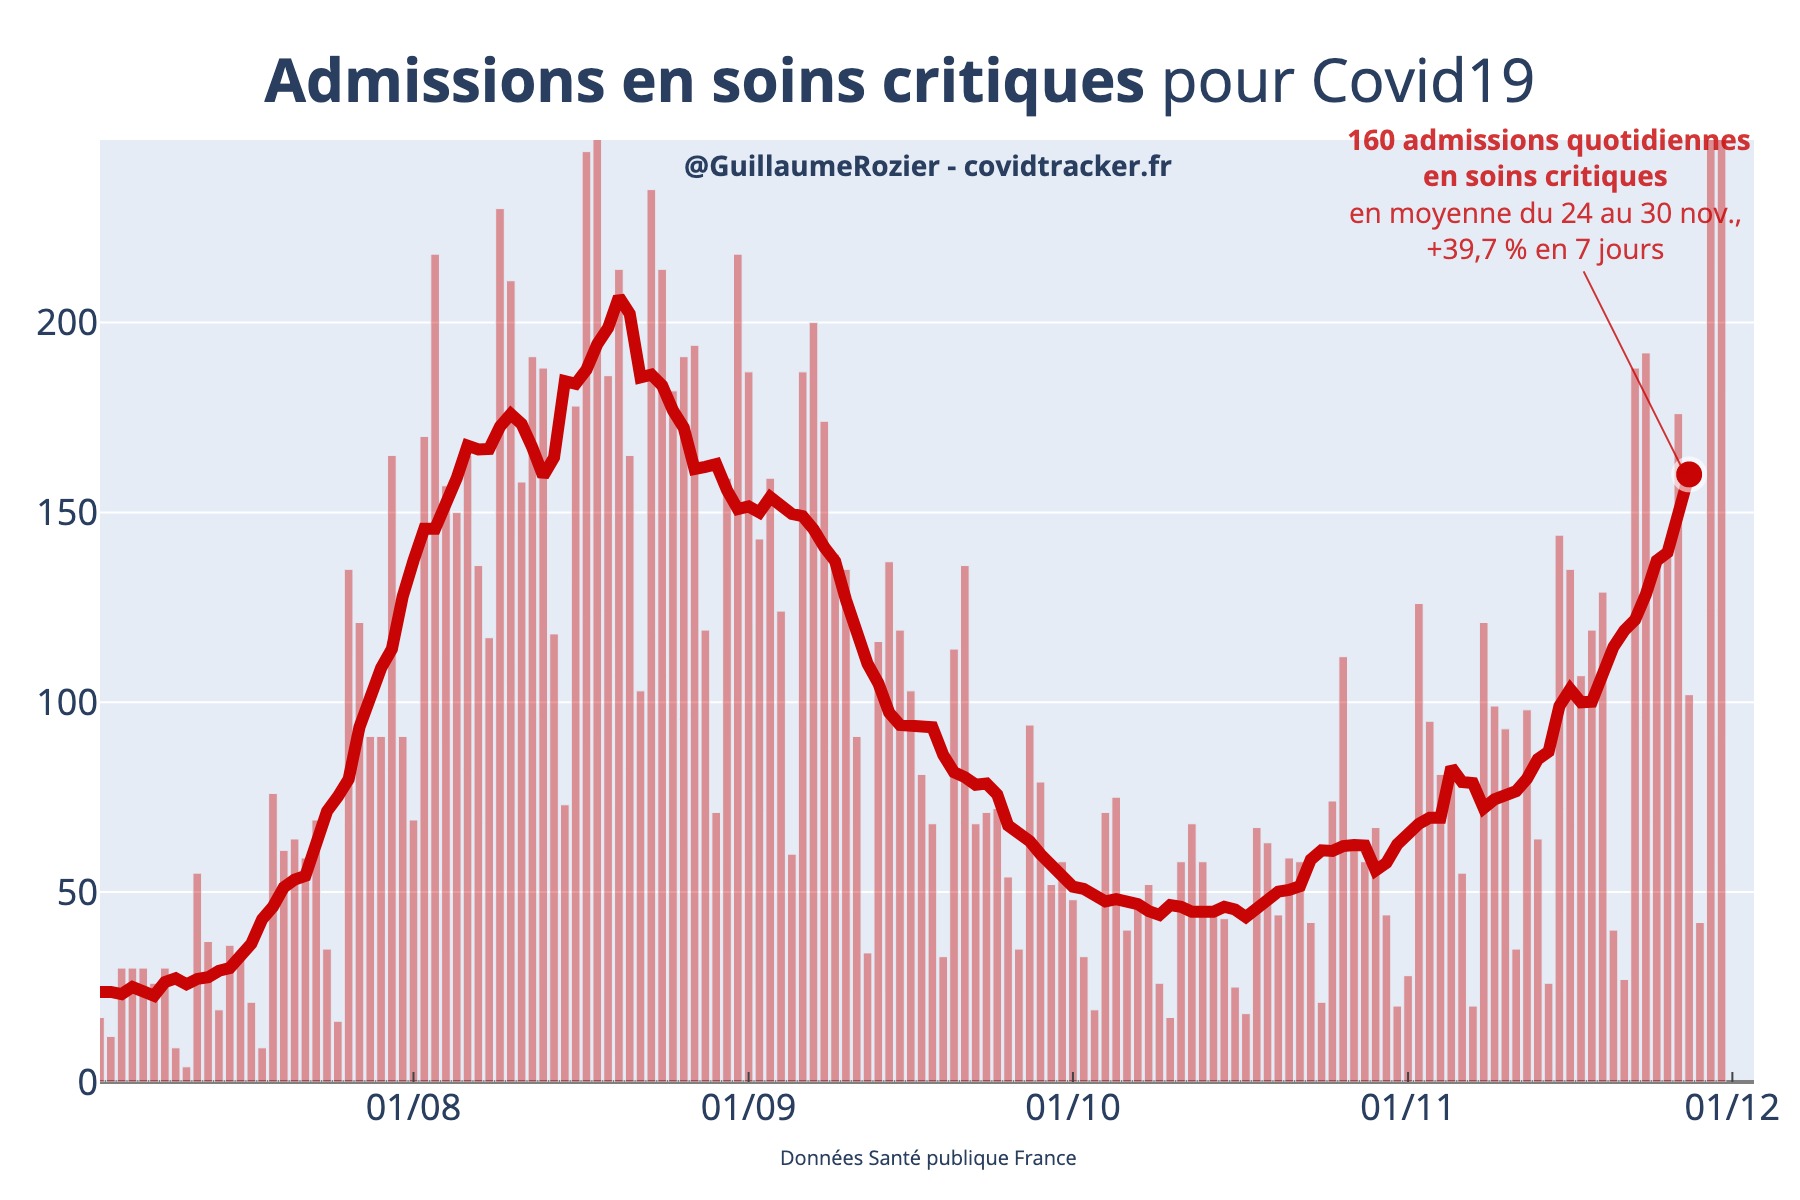 Admissions en soins critiques pour Covid19
160 admissions quotidiennes
en soins critiques
en moyenne du 24 au 30 nov.,
+39,7 % en 7 jours
@GuillaumeRozier - covidtracker.fr
200
150
100
50
0
01/08 01/09 01/10 01/11 01/12
Données Santé publique France